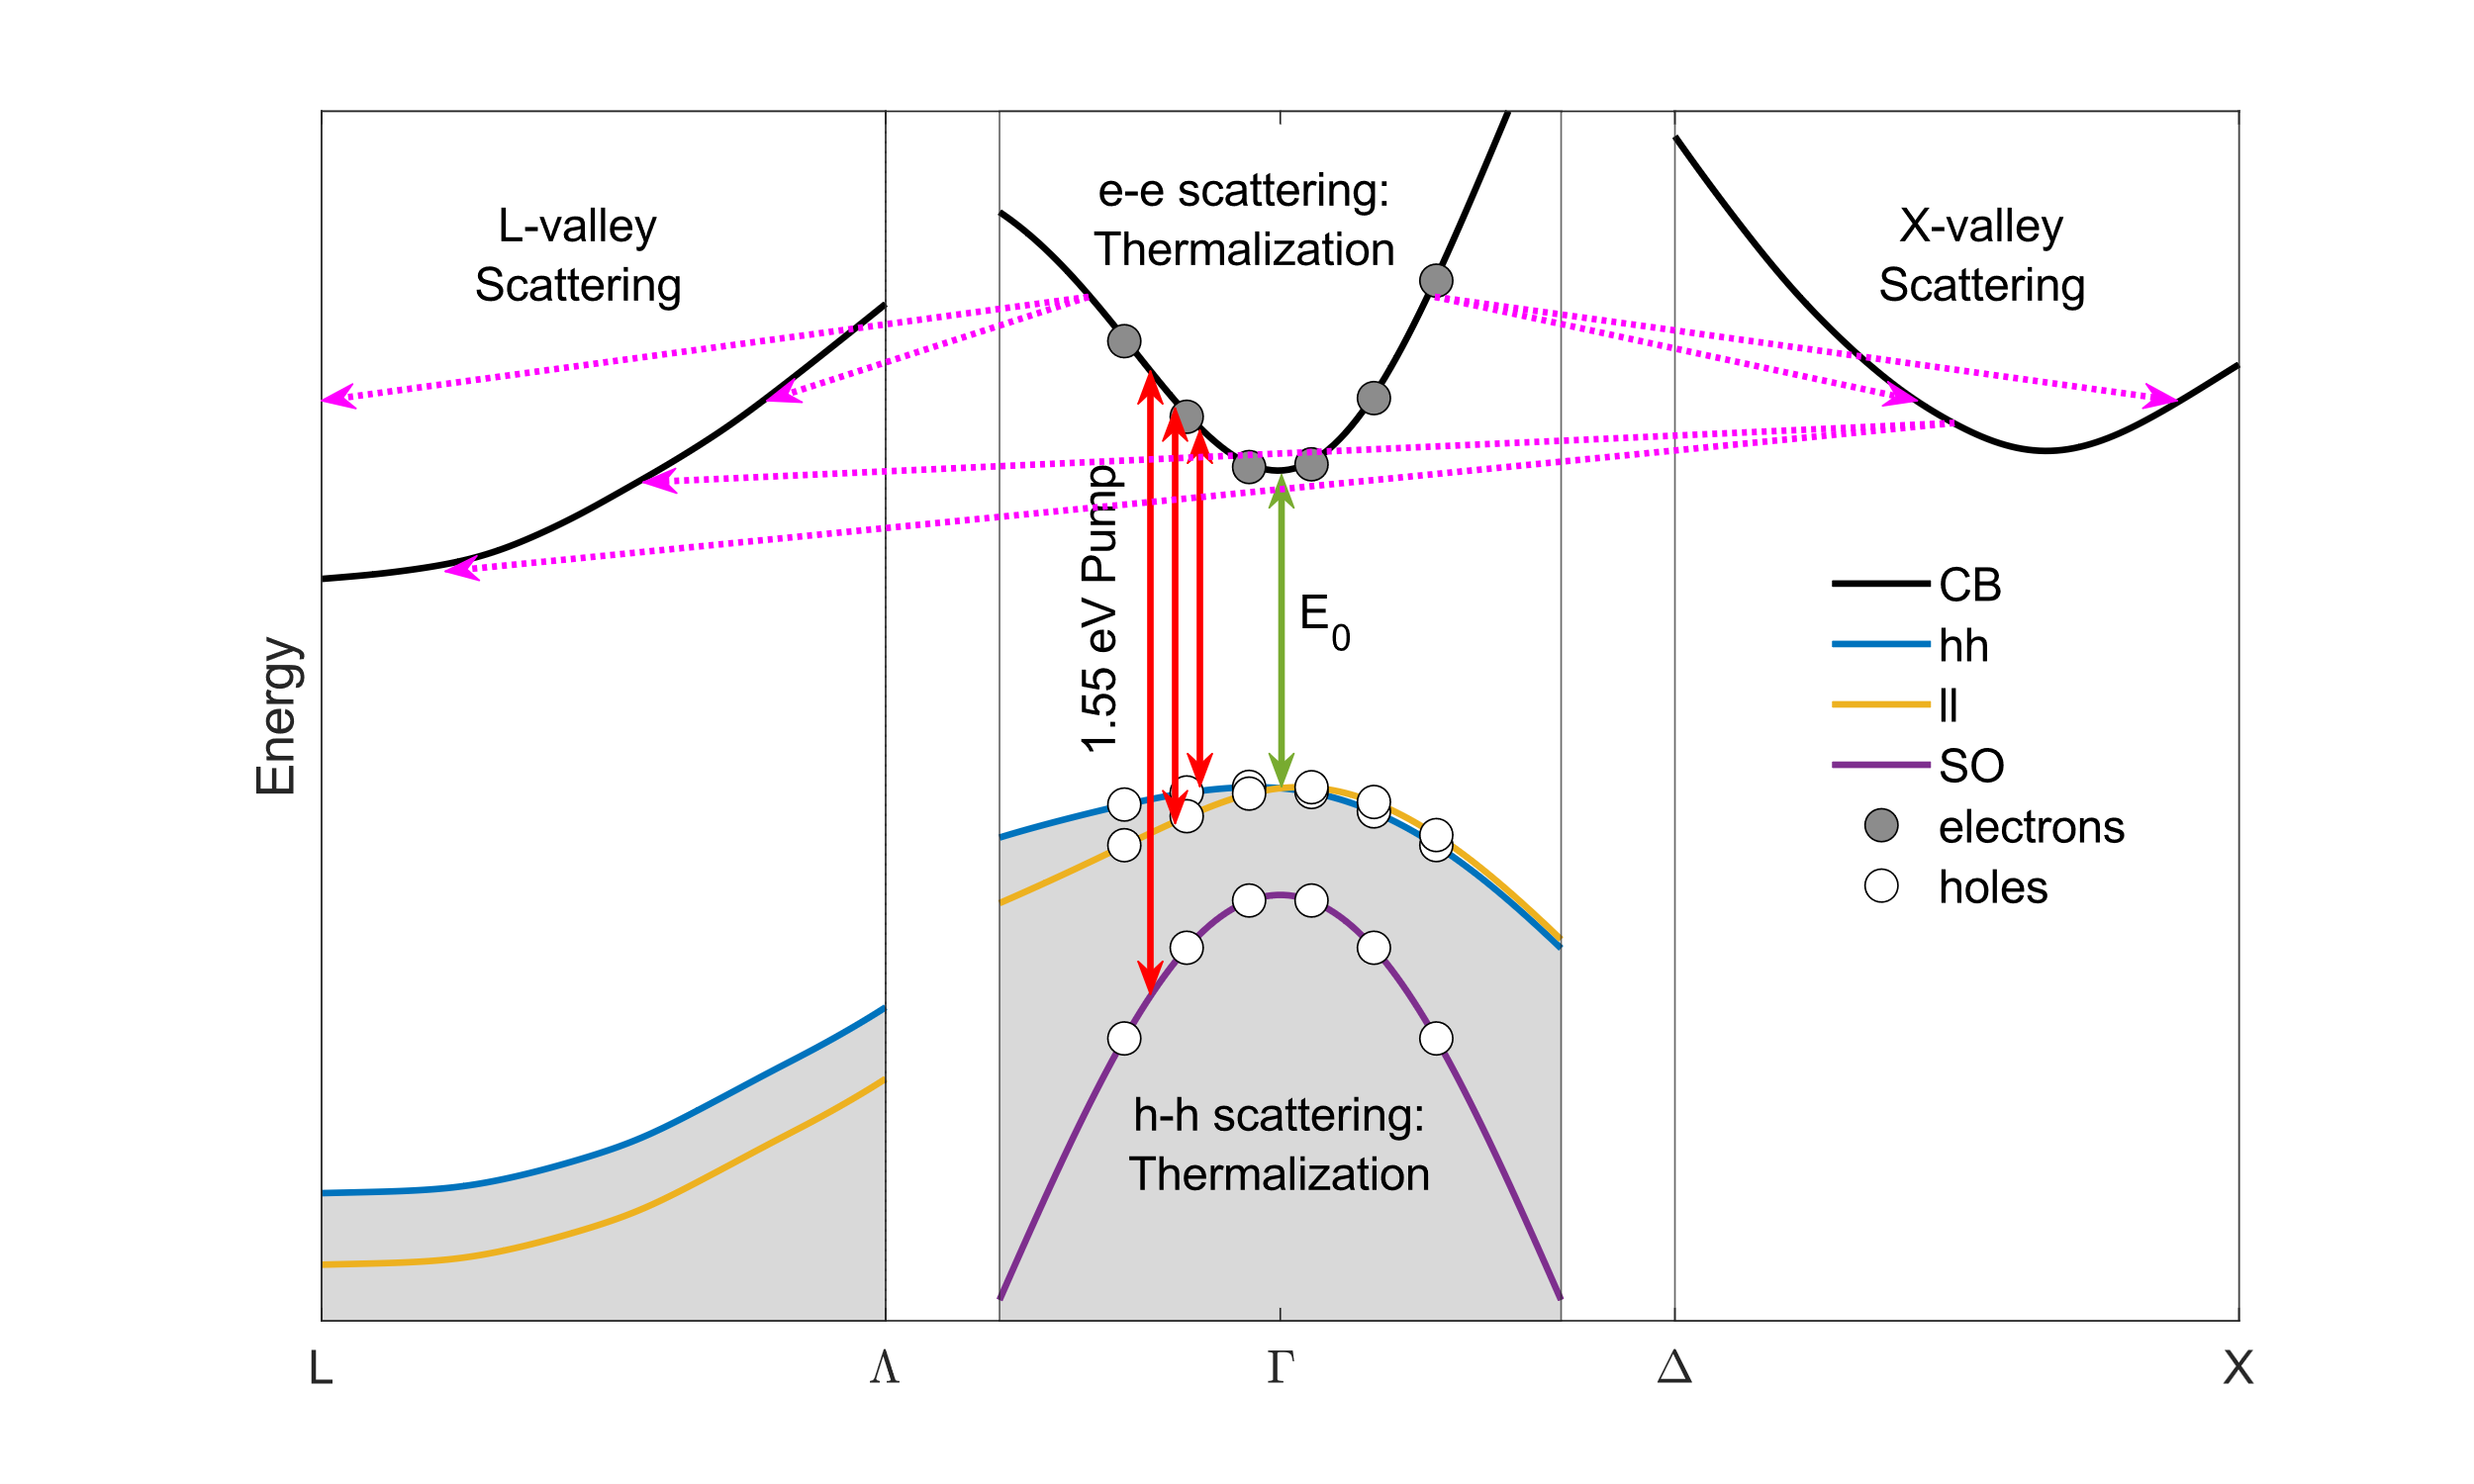 L-valley
Scattering
e-e scattering:
Thermalization
X-valley
Scattering
Energy
1.55 eV Pump
E0
CB
hh
ll
SO
electrons
holes
h-h scattering:
Thermalization
L
Λ
Γ
Δ
X